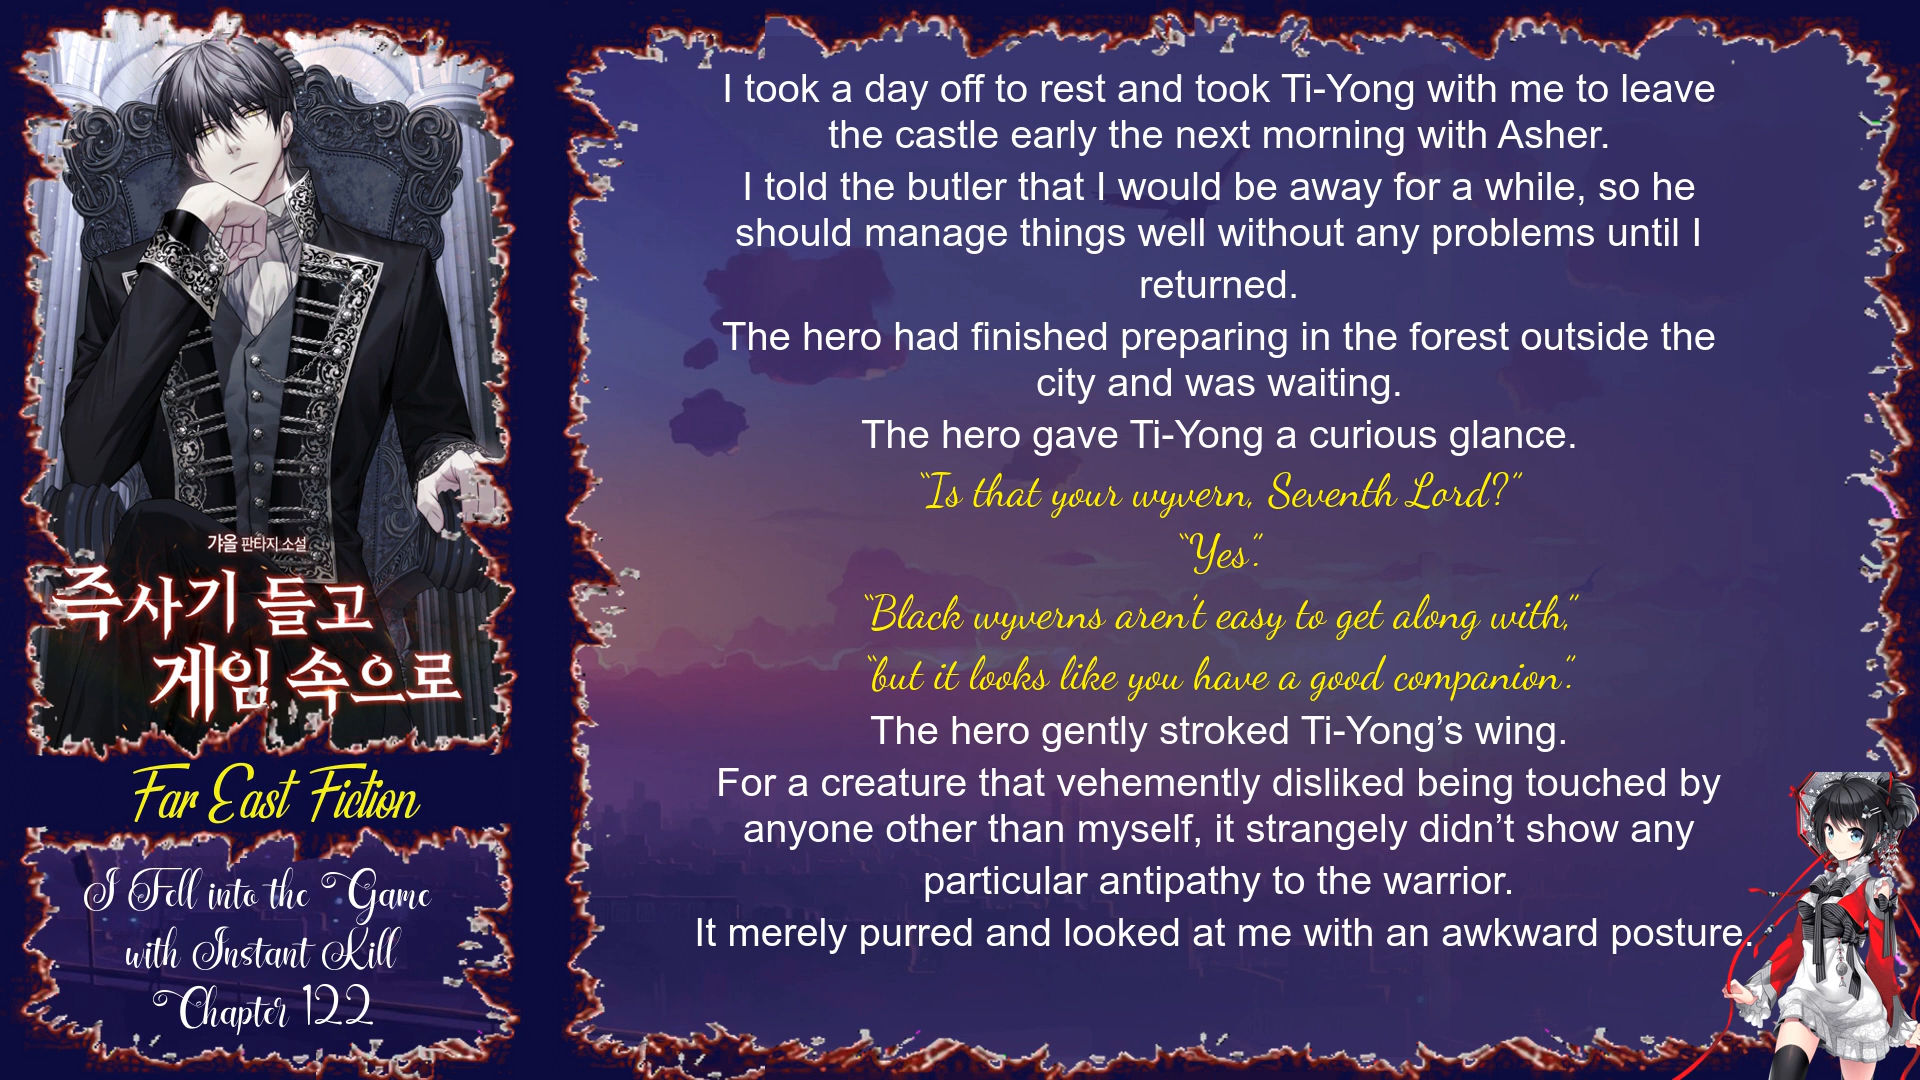 갸올 판타지 소설
즉사기 들고
게임 속으로
Far East Fiction
I Fell into the Game
with Instant Kill
Chapter 122
I took a day off to rest and took Ti-Yong with me to leave
the castle early the next morning with Asher.
I told the butler that I would be away for a while, so he
should manage things well without any problems until I
returned.
The hero had finished preparing in the forest outside the
city and was waiting.
The hero gave Ti-Yong a curious glance.
“Is that your wyvern, Seventh Lord?”
“Yes”.
“Black wyverns aren’t easy to get along with,”
“but it looks like you have a good companion”.
The hero gently stroked Ti-Yong’s wing.
For a creature that vehemently disliked being touched by
anyone other than myself, it strangely didn’t show any
particular antipathy to the warrior.
It merely purred and looked at me with an awkward posture.